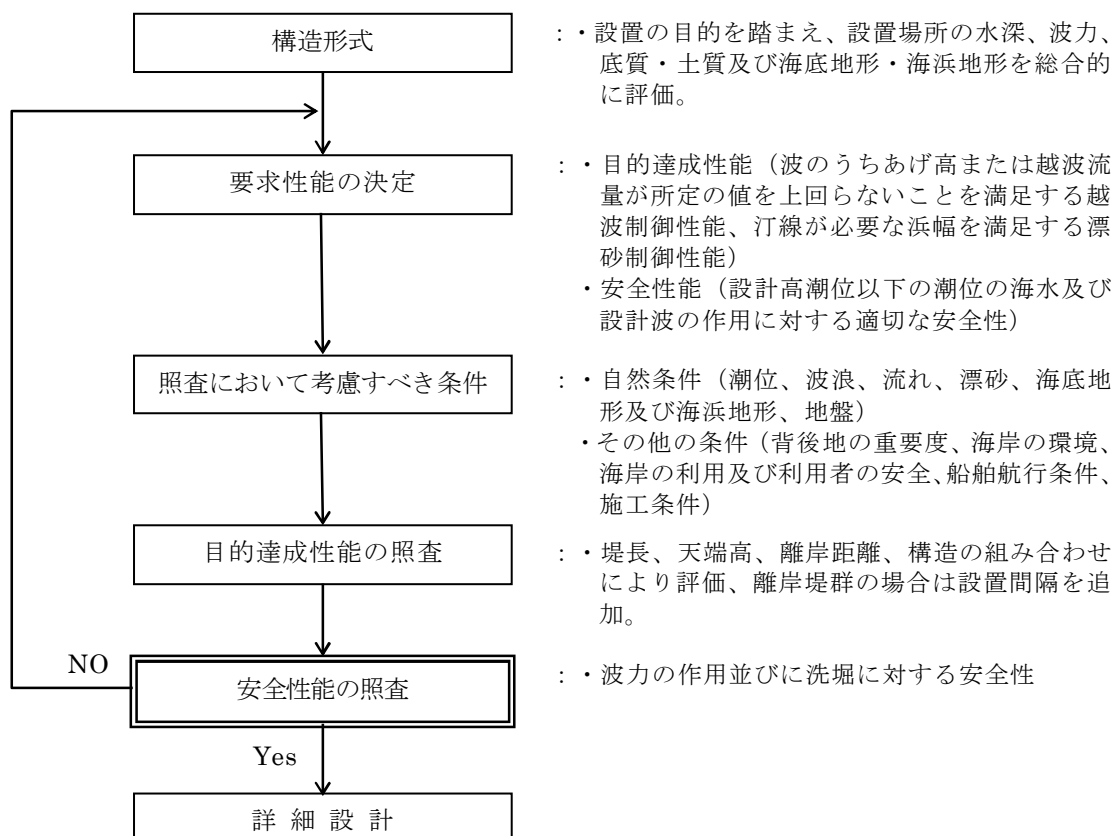 構造形式
：・設置の目的を踏まえ、設置場所の水深、波力、
底質・土質及び海底地形・海浜地形を総合的
に評価。
要求性能の決定
：・目的達成性能（波のうちあげ高または越波流
量が所定の値を上回らないことを満足する越
波制御性能、汀線が必要な浜幅を満足する漂
砂制御性能）
・安全性能（設計高潮位以下の潮位の海水及び
設計波の作用に対する適切な安全性）
照査において考慮すべき条件
：・自然条件（潮位、波浪、流れ、漂砂、海底地
形及び海浜地形、地盤）
・その他の条件（背後地の重要度、海岸の環境、
海岸の利用及び利用者の安全、船舶航行条件、
施工条件）
目的達成性能の照査
：・堤長、天端高、離岸距離、構造の組み合わせ
により評価、離岸堤群の場合は設置間隔を追
加。
NO
安全性能の照査
：・波力の作用並びに洗堀に対する安全性
Yes
詳 細 設 計